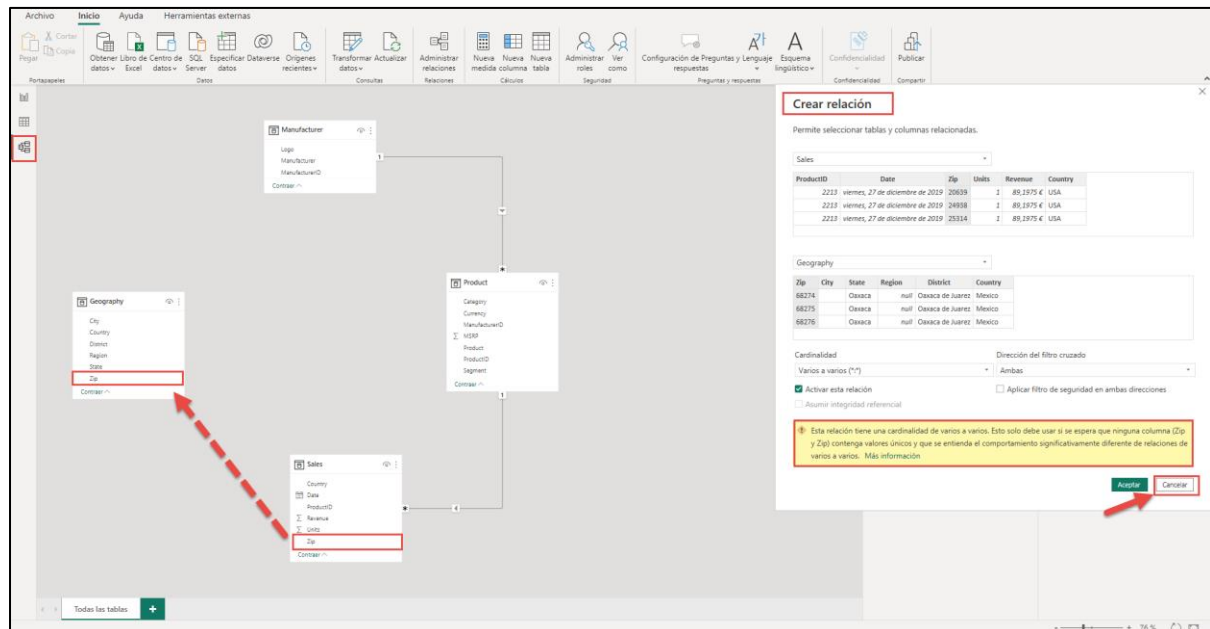 Archivo Inicio Ayuda Herramientas externas
Pegar
Cortar
Copie
Portapapeles
Obtener datos
Libro de Excel
Centro de datos
SQL Server
Especificar datos
Dataverse
Orígenes recientes
Datos
Transformar datos
Actualizar
Consultas
Administrar relaciones
Relaciones
Nueva medida
Nueva columna
Nueva tabla
Cálculos
Administrar roles
Ver como
Seguridad
Configuración de Preguntas y respuestas
Lenguaje
Esquema lingüístico
Preguntas y respuestas
Confidencialidad
Confidencialidad
Publicar
Compartir
Manufacturer
Logo
Manufacturer
ManufacturerID
Contraer
1
*
Product
Category
Currency
ManufacturerID
Σ MSRP
Product
ProductID
Segment
Contraer
1
Geography
City
Country
District
Region
State
Zip
Contraer
Sales
Country
Date
ProductID
Σ Revenue
Σ Units
Zip
Contraer
*
Crear relación
Permite seleccionar tablas y columnas relacionadas.
Sales
ProductID Date Zip Units Revenue Country
2213 viernes, 27 de diciembre de 2019 20639 1 89,1975 € USA
2213 viernes, 27 de diciembre de 2019 24938 1 89,1975 € USA
2213 viernes, 27 de diciembre de 2019 25314 1 89,1975 € USA
Geography
Zip City State Region District Country
68274 Oaxaca null Oaxaca de Juarez Mexico
68275 Oaxaca null Oaxaca de Juarez Mexico
68276 Oaxaca null Oaxaca de Juarez Mexico
Cardinalidad
Varios a varios (*:*)
Dirección del filtro cruzado
Ambas
Activar esta relación
Aplicar filtro de seguridad en ambas direcciones
Asumir integridad referencial
Esta relación tiene una cardinalidad de varios a varios. Esto solo debe usar si se espera que ninguna columna (Zip
y Zip) contenga valores únicos y que se entienda el comportamiento significativamente diferente de relaciones de
varios a varios. Más información
Aceptar Cancelar
Todas las tablas +
76 %